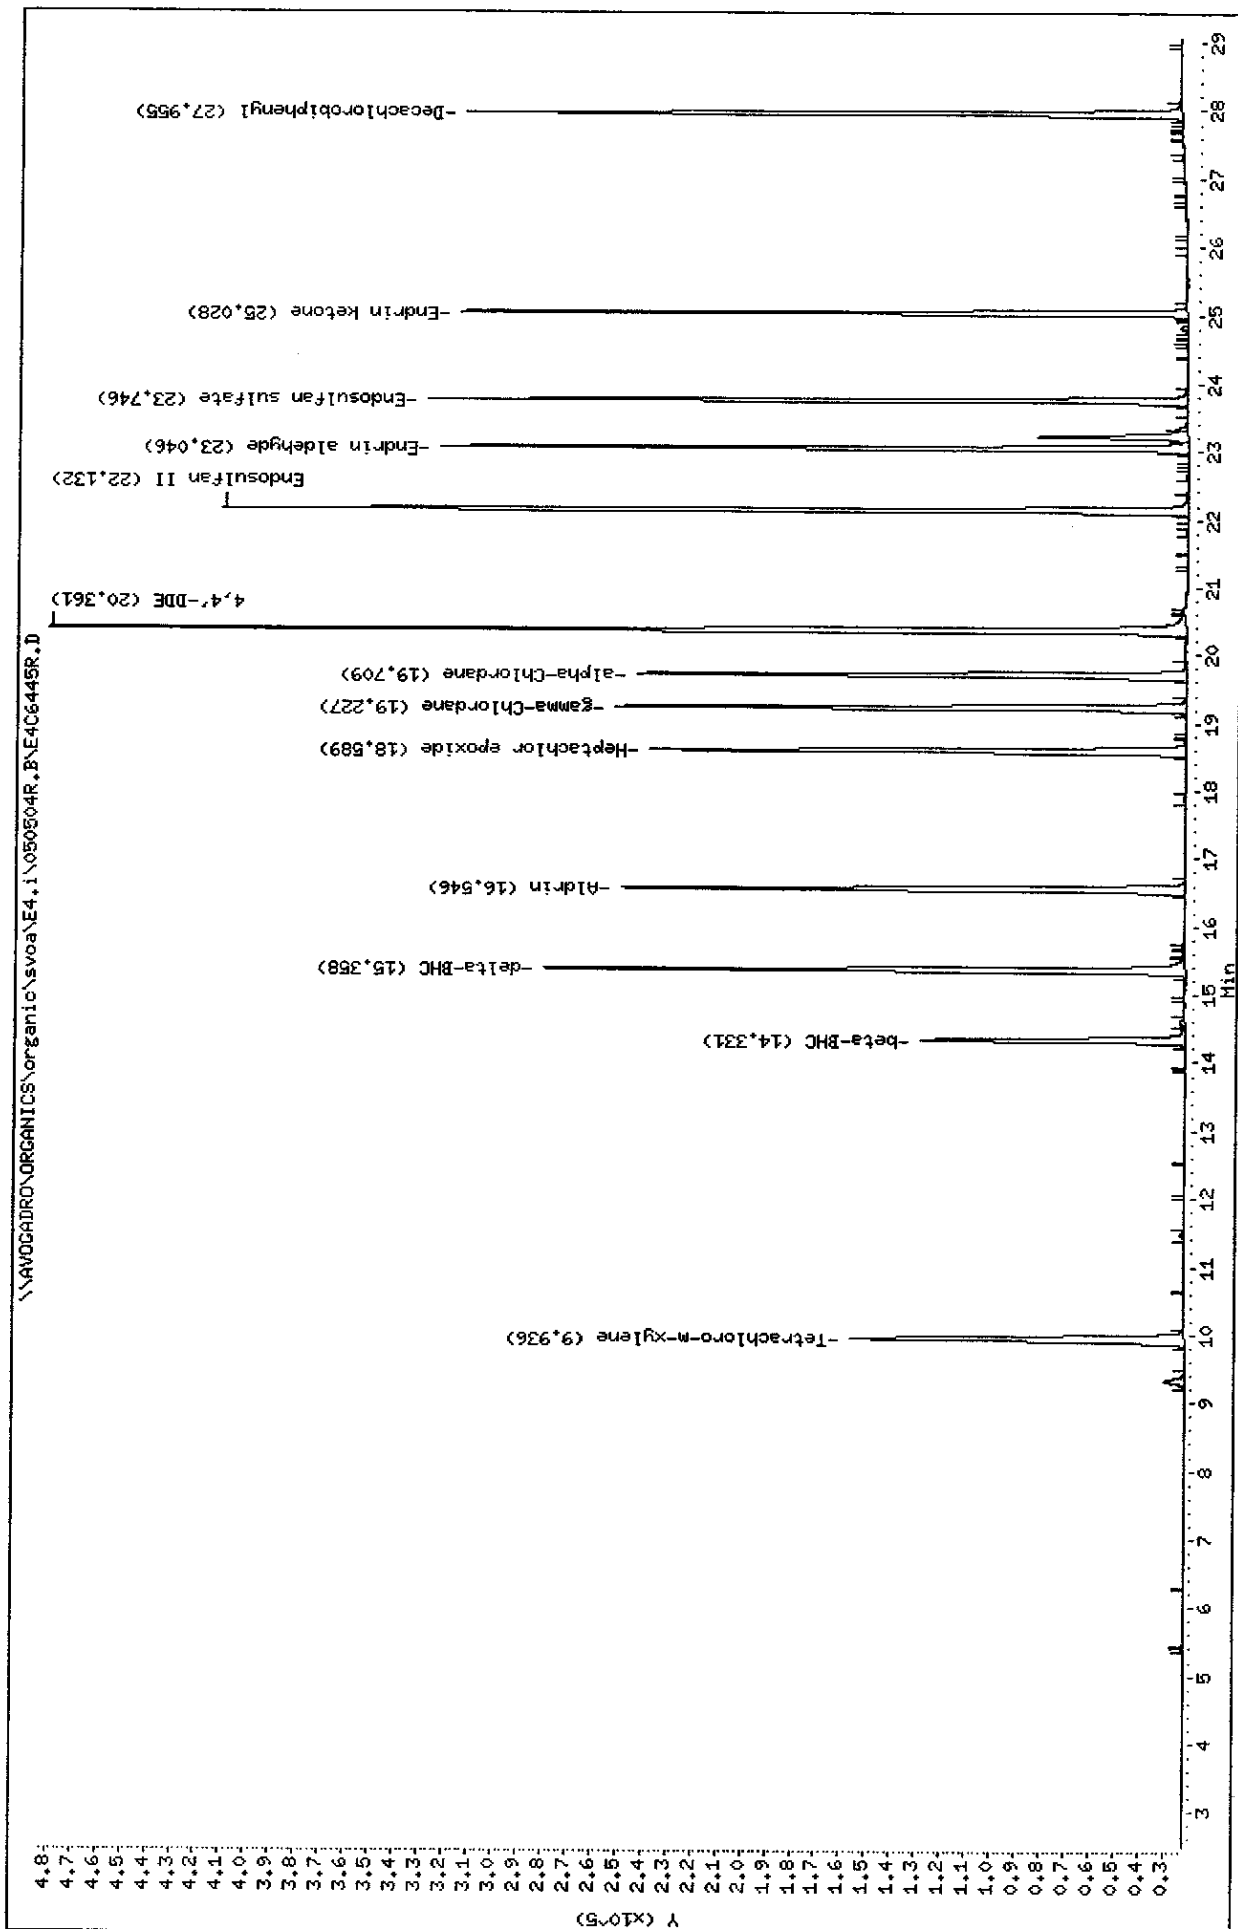 \\AVOGADRO\ORGANICS\organic\svoa\E4.i\050504R.B\E4C6445R.D
Y (x10^5)
4.8
4.7
4.6
4.5
4.4
4.3
4.2
4.1
4.0
3.9
3.8
3.7
3.6
3.5
3.4
3.3
3.2
3.1
3.0
2.9
2.8
2.7
2.6
2.5
2.4
2.3
2.2
2.1
2.0
1.9
1.8
1.7
1.6
1.5
1.4
1.3
1.2
1.1
1.0
0.9
0.8
0.7
0.6
0.5
0.4
0.3
-Tetrachloro-m-xylene (9.936)
-beta-BHC (14.331)
-delta-BHC (15.358)
-Aldrin (16.546)
-Heptachlor epoxide (18.589)
-gamma-Chlordane (19.227)
-alpha-Chlordane (19.709)
4,4'-DDE (20.361)
Endosulfan II (22.132)
-Endrin aldehyde (23.046)
-Endosulfan sulfate (23.746)
-Endrin ketone (25.028)
-Decachlorobiphenyl (27.955)
3 4 5 6 7 8 9 10 11 12 13 14 15 16 17 18 19 20 21 22 23 24 25 26 27 28 29
Min